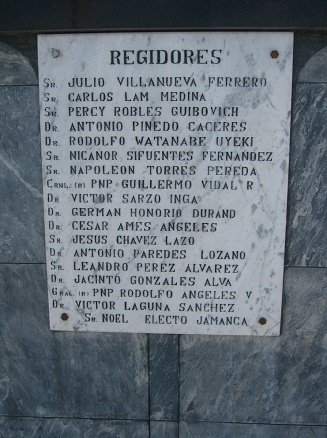 REGIDORES
SR. JULIO VILLANUEVA FERRERO
SR. CARLOS LAM MEDINA
SR. PERCY ROBLES GUIBOVICH
DR. ANTONIO PINEDO CACERES
DR. RODOLFO WATANABE UYEKI
SR. NICANOR SIFUENTES FERNANDEZ
SR. NAPOLEON TORRES PEREDA
CRNL. (R) PNP GUILLERMO VIDAL R
DR VICTOR SARZO INGA
DR. GERMAN HONORIO DURAND
DR. CESAR AMES ANGELES
SR. JESUS CHAVEZ LAZO
DR ANTONIO PAREDES LOZANO
SR. LEANDRO PEREZ ALVAREZ
DR. JACINTO GONZALES ALVA
GRAL. (R) PNP RODOLFO ANGELES V
DR. VICTOR LAGUNA SANCHEZ
SR. NOEL ELECTO JAMANCA